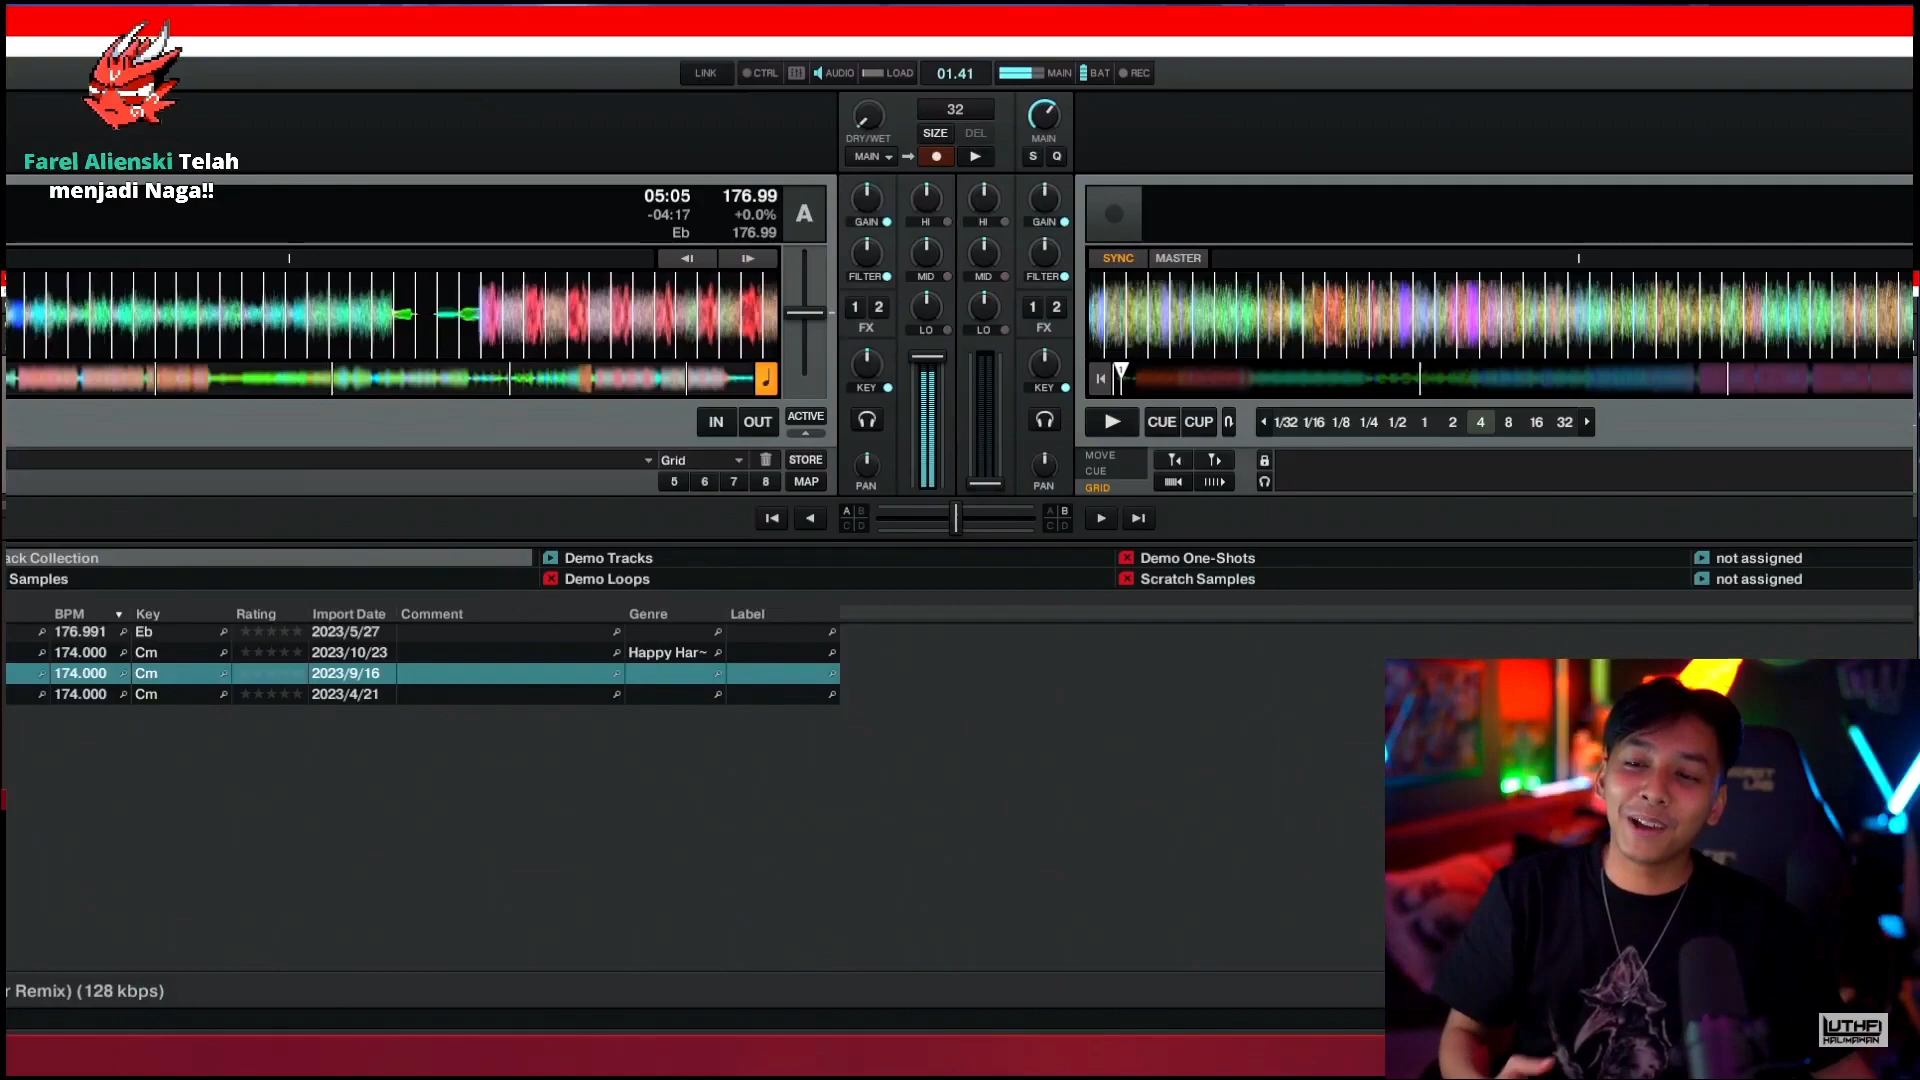 LINK CTRL AUDIO LOAD 01.41 MAIN BAT REC
DRY/WET
32
SIZE DEL
MAIN
MAIN
S Q
Farel Alienski Telah
menjadi Naga!!
05:05 176.99
-04:17 +0.0%
Eb 176.99
A
GAIN HI HI GAIN
FILTER MID MID FILTER
1 2
FX
LO LO
1 2
FX
KEY KEY
PAN PAN
SYNC MASTER
IN OUT ACTIVE
CUE CUP 1/32 1/16 1/8 1/4 1/2 1 2 4 8 16 32
Grid STORE
5 6 7 8 MAP
MOVE
CUE
GRID
A B
C D
A B
C D
ack Collection Demo Tracks Demo One-Shots not assigned
Samples Demo Loops Scratch Samples not assigned
BPM Key Rating Import Date Comment Genre Label
176.991 Eb 2023/5/27
174.000 Cm 2023/10/23 Happy Har~
174.000 Cm 2023/9/16
174.000 Cm 2023/4/21
r Remix) (128 kbps)
LUTHFI
HALIMAWAN